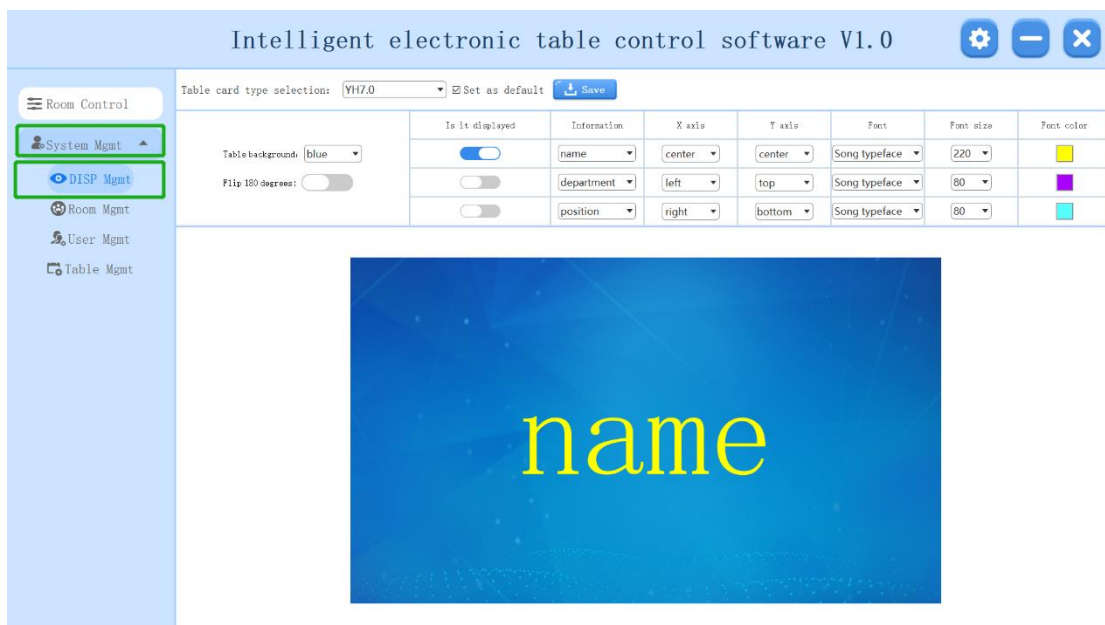 Intelligent electronic table control software V1.0
Room Control
System Mgmt
DISP Mgmt
Room Mgmt
User Mgmt
Table Mgmt
Table card type selection: YH7.0 Set as default Save
Is it displayed Information X axis Y axis Font Font size Font color
Table background: blue
Flip 180 dagrees:
name center center Song typeface 220
department left top Song typeface 80
position right bottom Song typeface 80
name